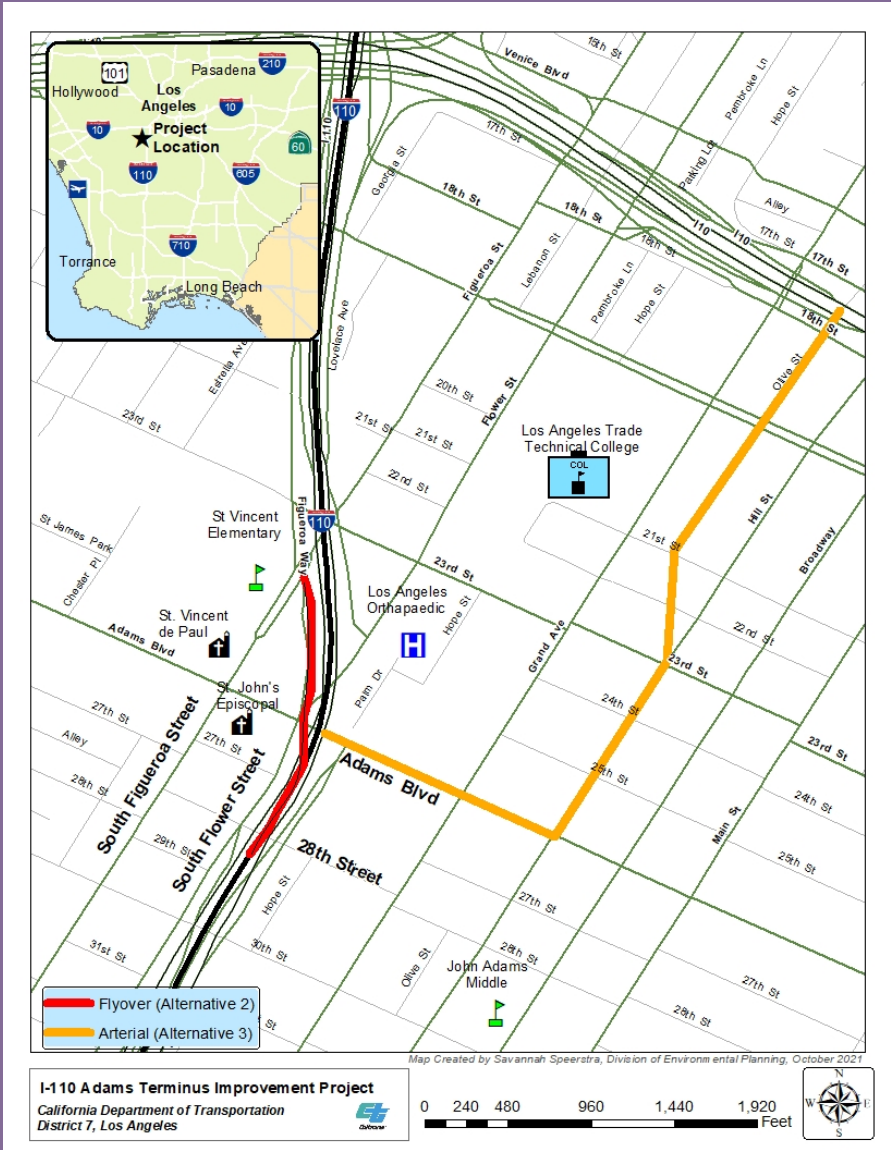 101
Pasadena
210
Hollywood
Los
Angeles
10
10
Project
Location
60
110
605
710
Torrance
Long Beach
110
I-110
15th St
Venice Blvd
Pembroke Ln
Hope St
17th St
Georgia St
Parking Lot
Alley
18th St
18th St
I10
I10
17th St
17th St
Figueroa St
Lebanon St
18th St
Pembroke Ln
Hope St
18th St
Lovelace Ave
Estrella Ave
Olive St
20th St
Flower St
23rd St
21st St
21st St
Los Angeles Trade
Technical College
COL
22nd St
Hill St
Figueroa Way
110
St Vincent
Elementary
St James Park
21st St
Broadway
23rd St
Chester Pl
Los Angeles
Orthapaedic
H
Hope St
St. Vincent
de Paul
Adams Blvd
22nd St
Grand Ave
23rd St
St. John's
Episcopal
Palm Dr
27th St
24th St
Alley
27th St
23rd St
South Figueroa Street
South Flower Street
Adams Blvd
25th St
28th St
24th St
Main St
29th St
28th Street
25th St
Hope St
27th St
31st St
30th St
Olive St
28th St
John Adams
Middle
27th St
28th St
Flyover (Alternative 2)
Arterial (Alternative 3)
Map Created by Savannah Speerstra, Division of Environmental Planning, October 2021
I-110 Adams Terminus Improvement Project
California Department of Transportation
District 7, Los Angeles
Caltrans
0 240 480 960 1,440 1,920
Feet
N
W E
S